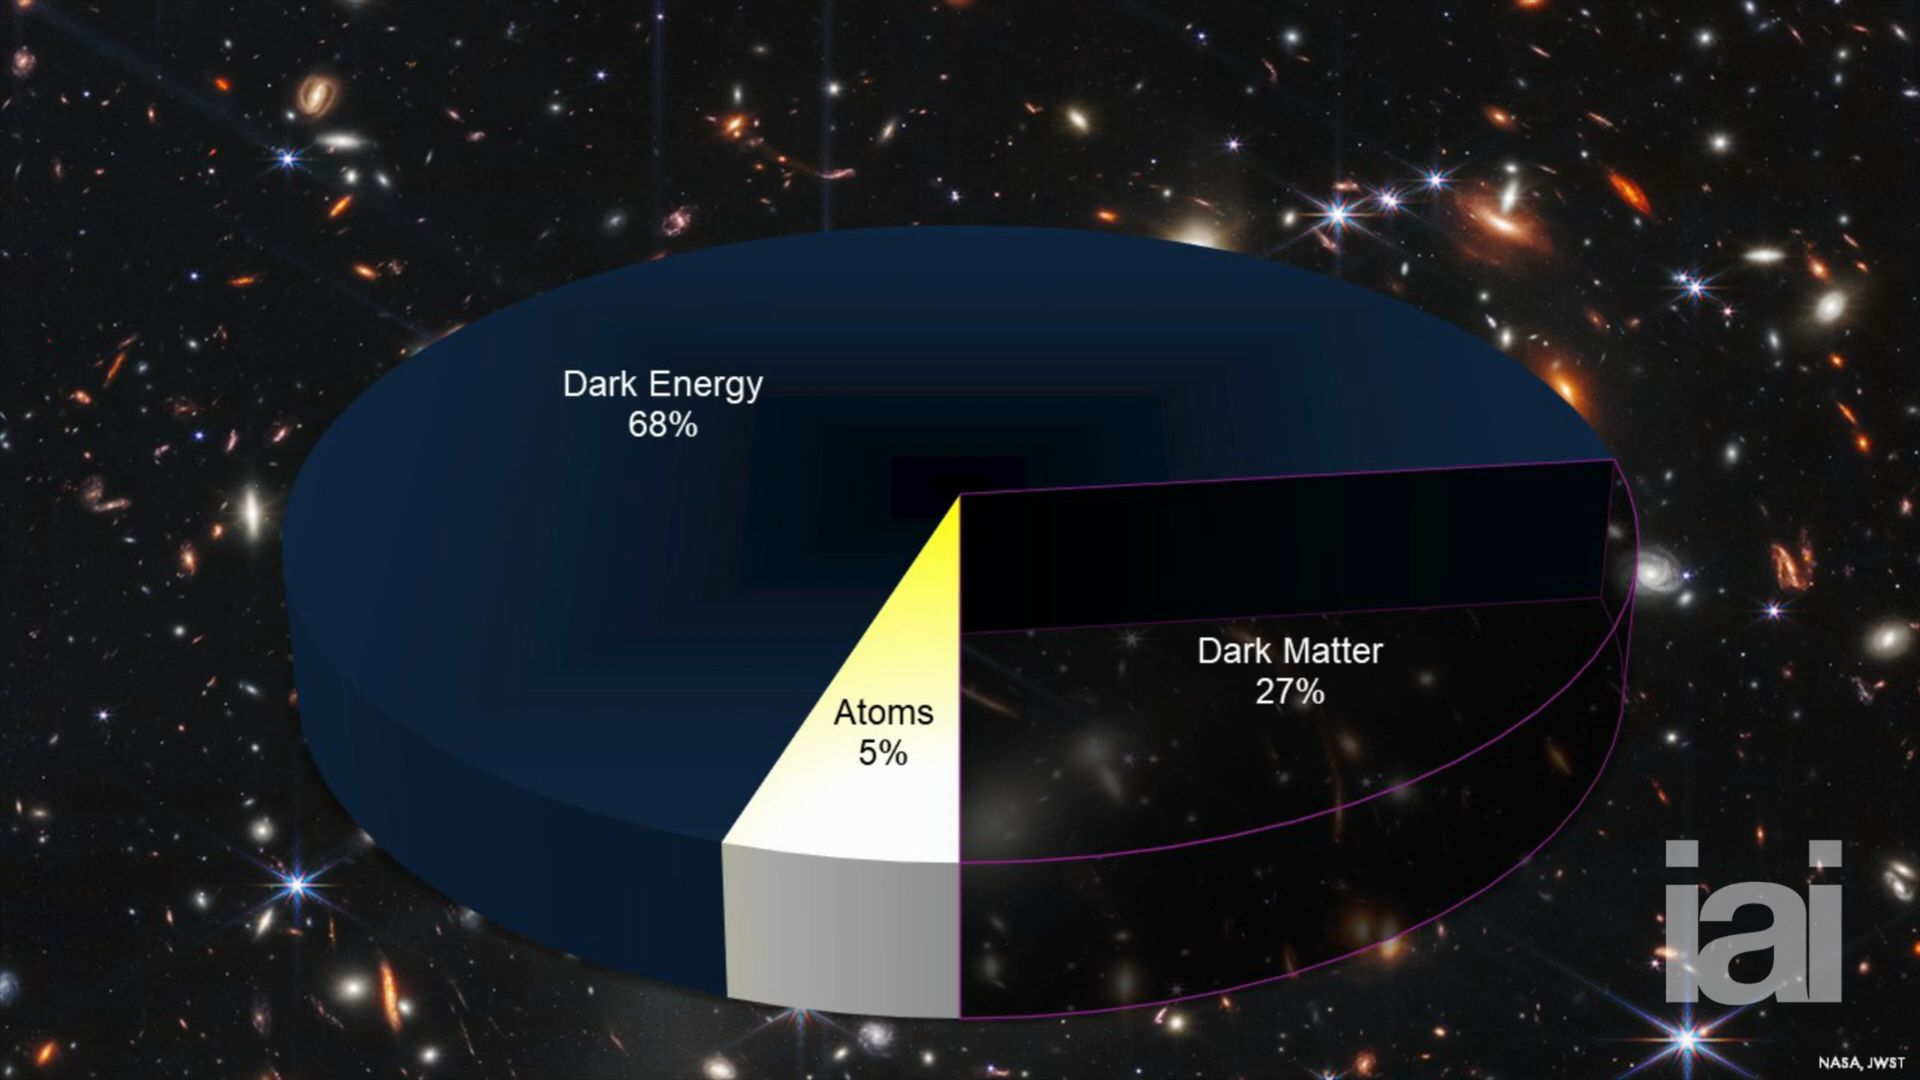 Dark Energy
68%
Atoms
5%
Dark Matter
27%
iai
NASA, JWST